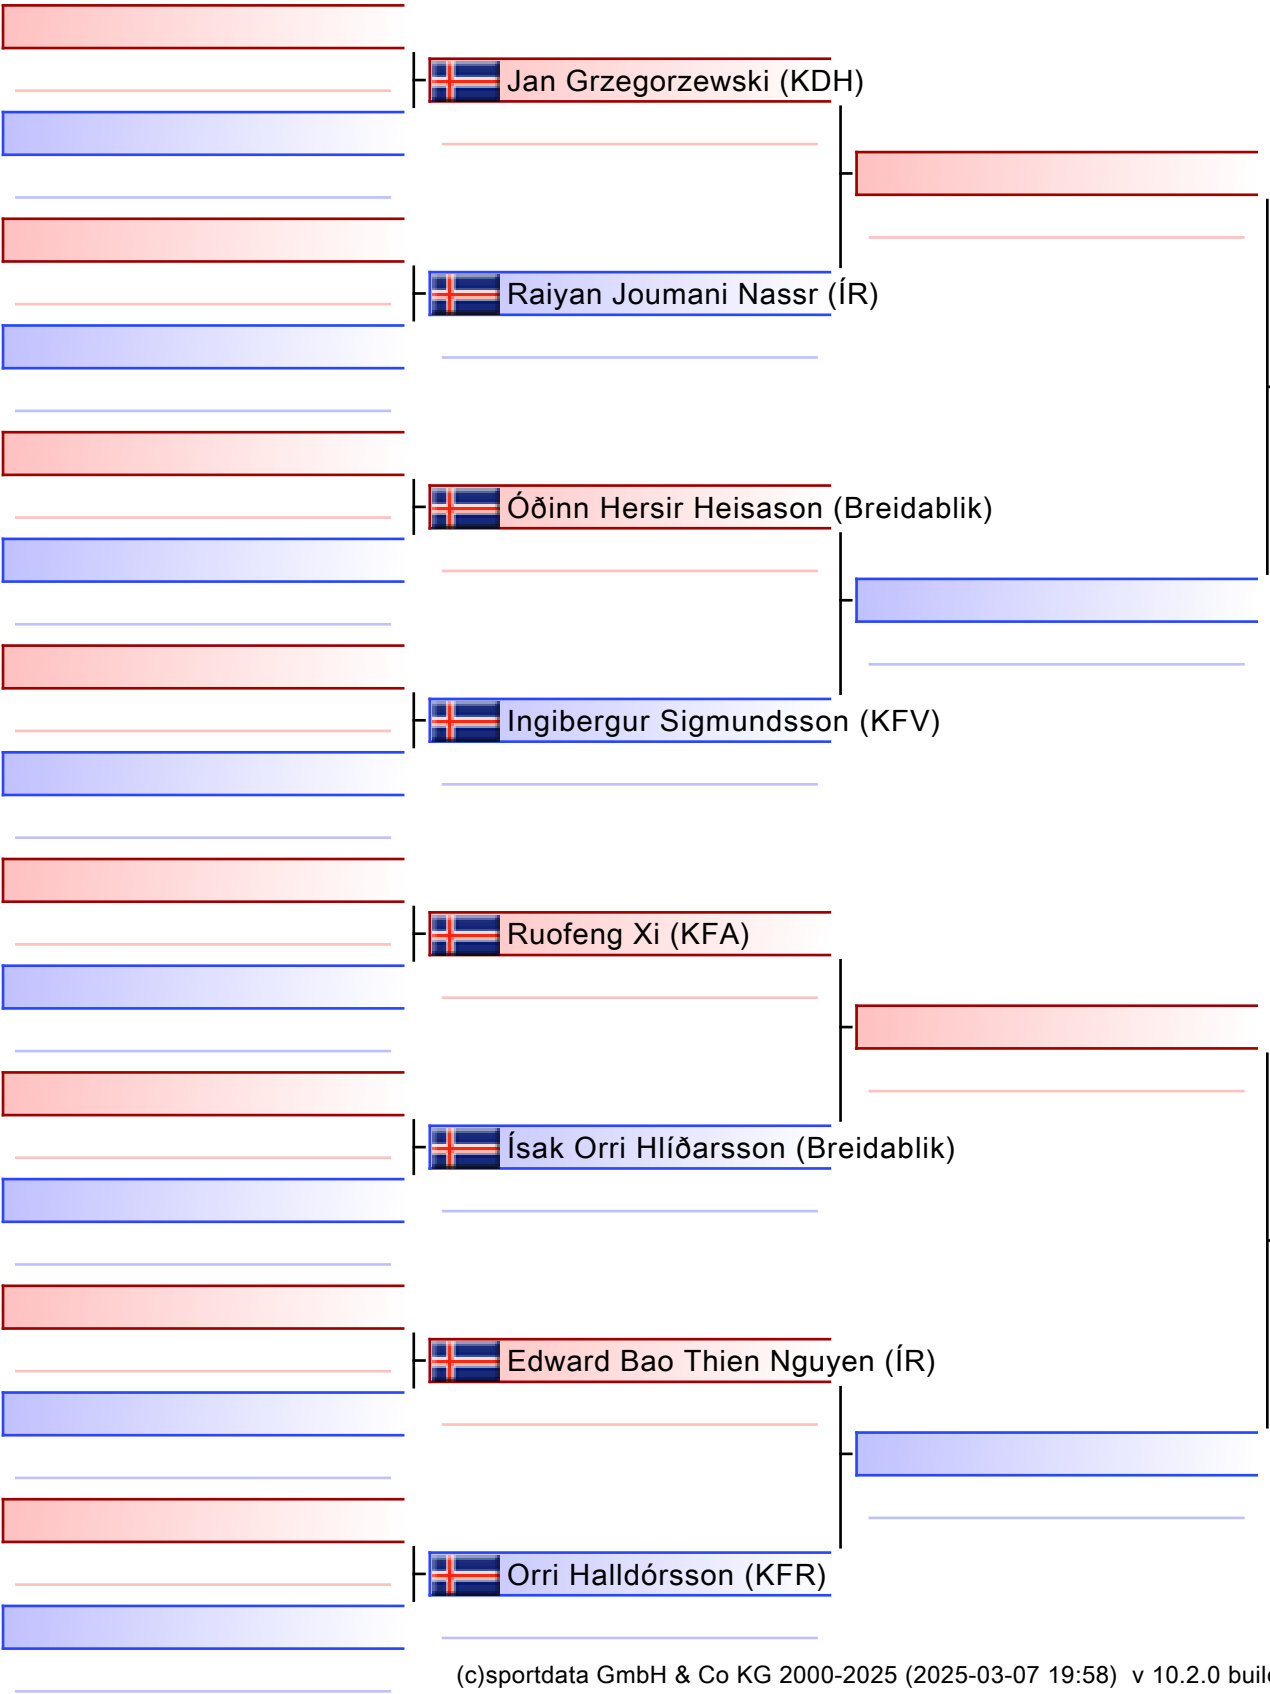 Jan Grzegorzewski (KDH)
Raiyan Joumani Nassr (ÍR)
Óðinn Hersir Heisason (Breidablik)
Ingibergur Sigmundsson (KFV)
Ruofeng Xi (KFA)
Ísak Orri Hlíðarsson (Breidablik)
Edward Bao Thien Nguyen (ÍR)
Orri Halldórsson (KFR)
(c)sportdata GmbH & Co KG 2000-2025 (2025-03-07 19:58) v 10.2.0